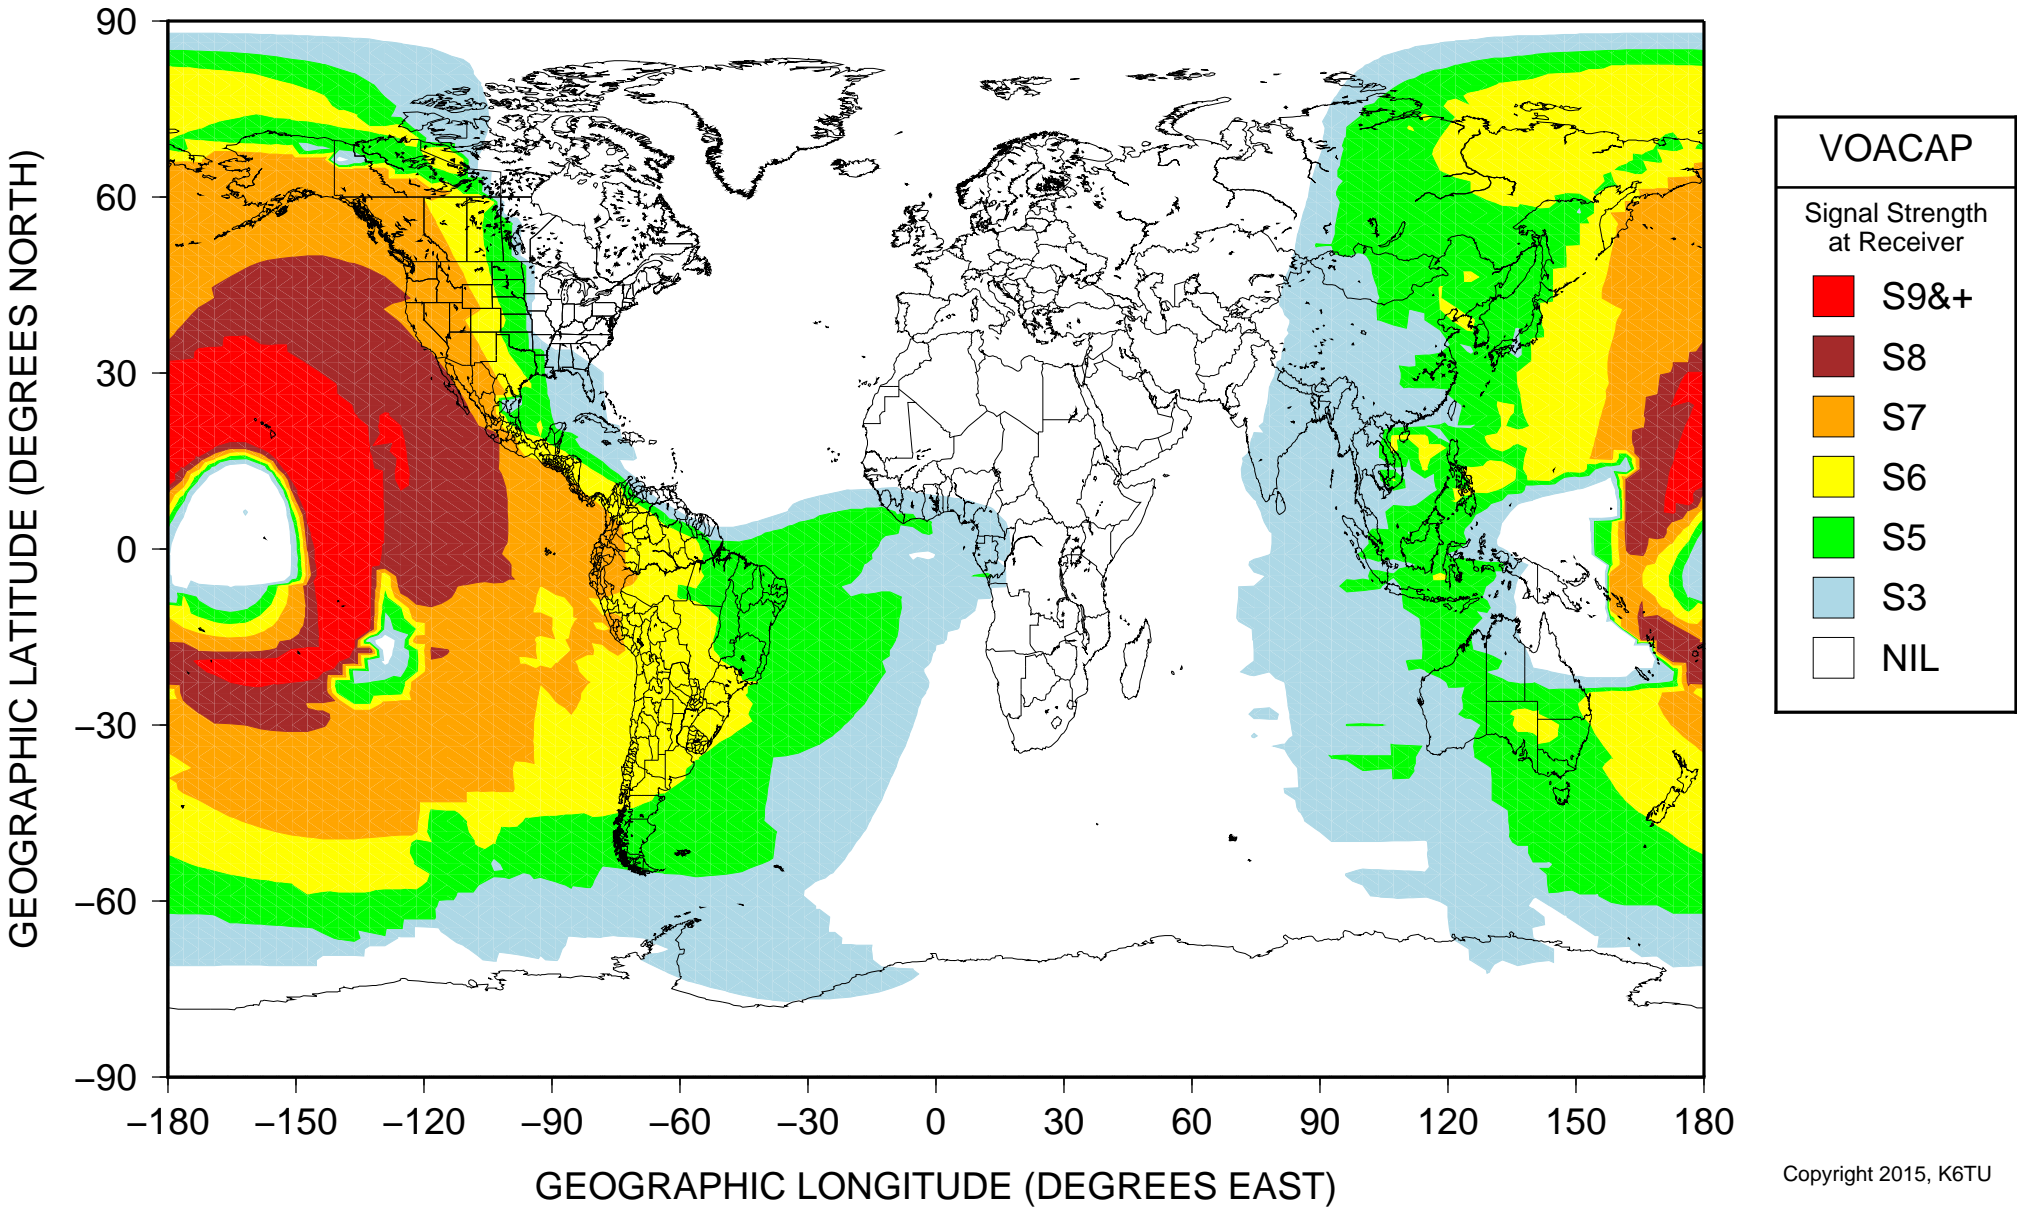 90
60
30
0
−30
−60
−90
GEOGRAPHIC LATITUDE (DEGREES NORTH)
−180 −150 −120 −90 −60 −30 0 30 60 90 120 150 180
GEOGRAPHIC LONGITUDE (DEGREES EAST)
VOACAP
Signal Strength
at Receiver
S9&+
S8
S7
S6
S5
S3
NIL
Copyright 2015, K6TU